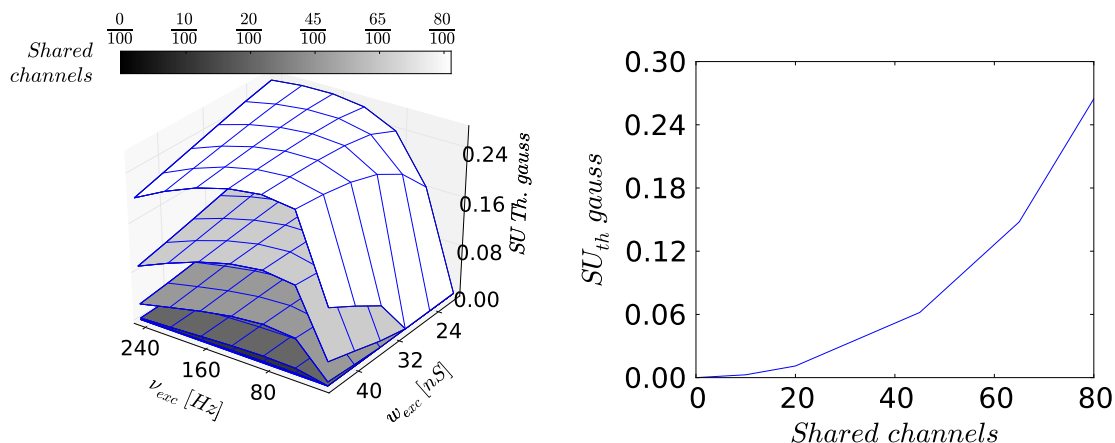 0/100 10/100 20/100 45/100 65/100 80/100
Shared
channels
0.24
0.16
0.08
0.00
SU Th. gauss
240
160
80
ν_exc [Hz]
24
32
40
w_exc [nS]
0.30
0.24
0.18
0.12
0.06
0.00
SU_th gauss
0 20 40 60 80
Shared channels